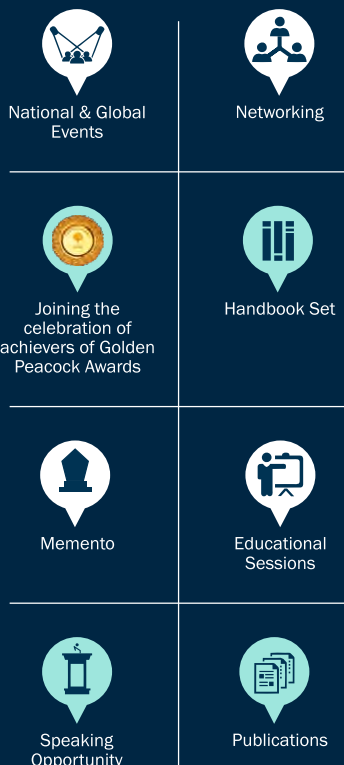 National & Global
Events
Networking
Joining the
celebration of
achievers of Golden
Peacock Awards
Handbook Set
Memento
Educational
Sessions
Speaking
Opportunity
Publications